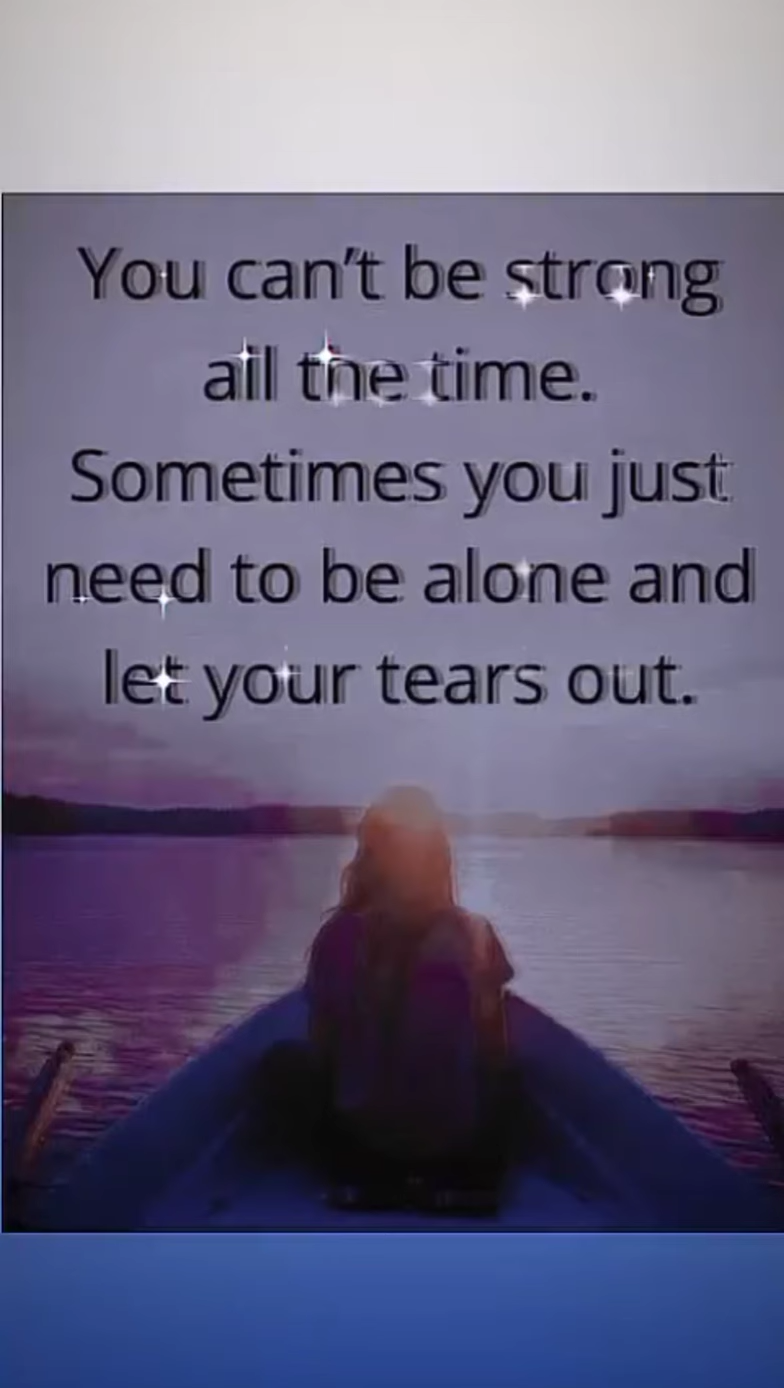 You can’t be strong
all the time.
Sometimes you just
need to be alone and
let your tears out.